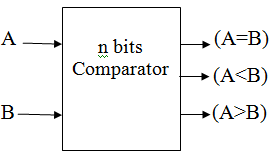 A
n bits
Comparator
B
(A=B)
(A<B)
(A>B)